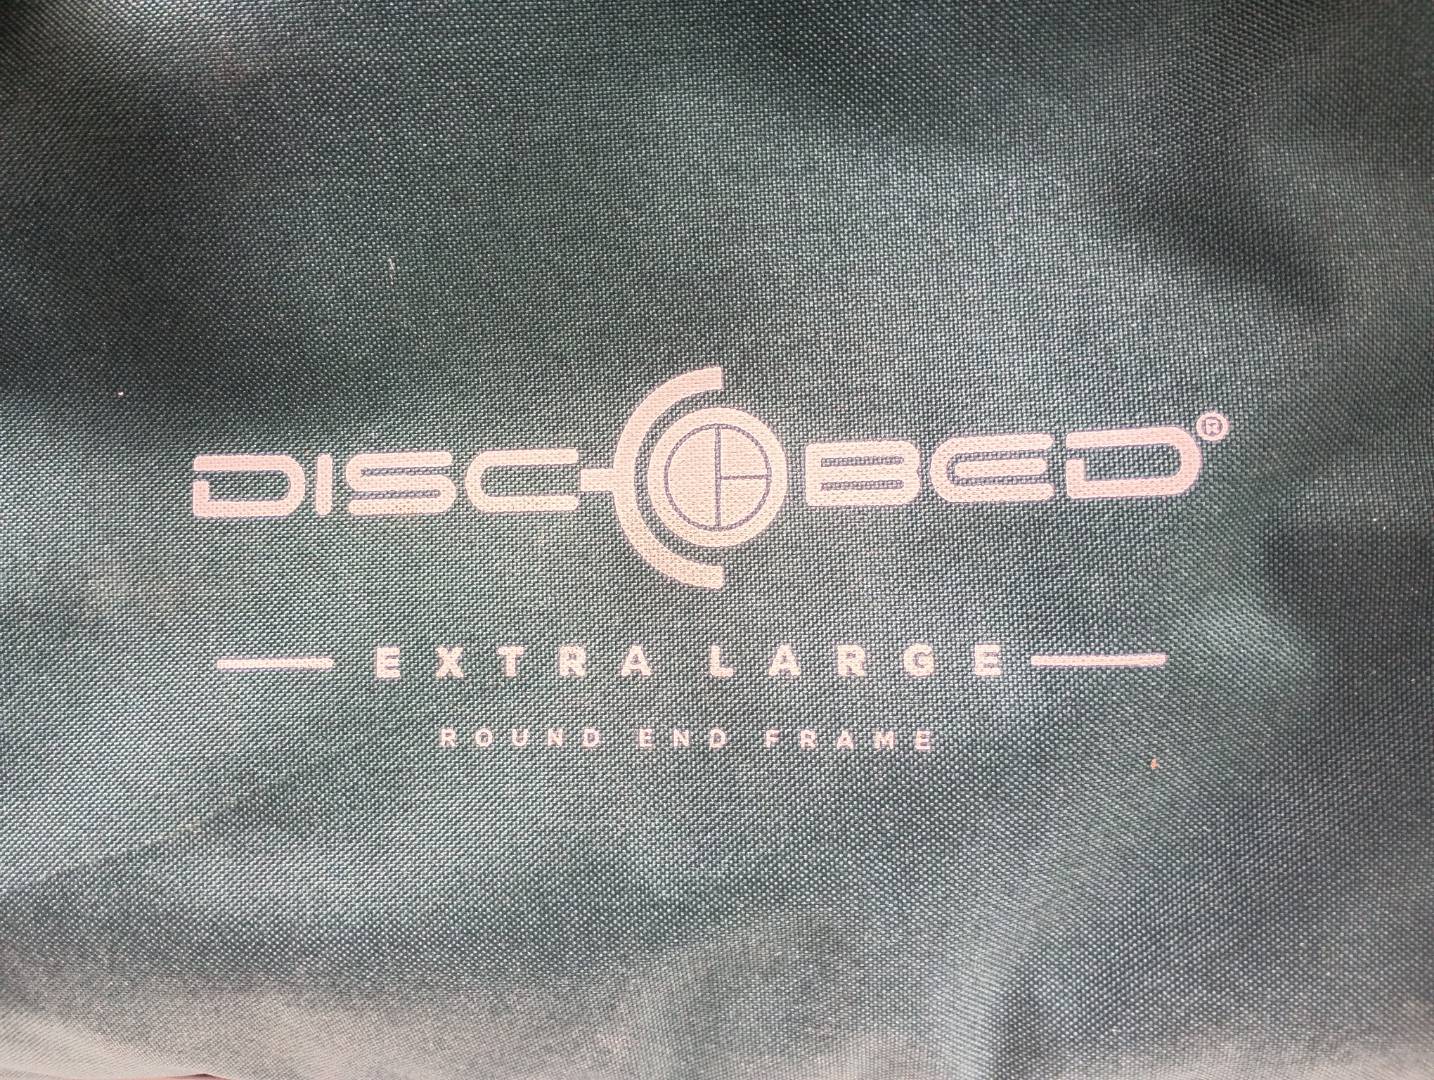 DISC-O-BED®
EXTRA LARGE
ROUND END FRAME